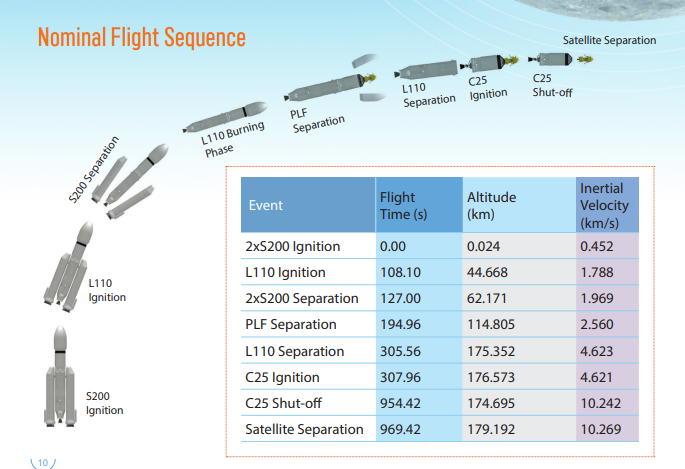 Nominal Flight Sequence
Satellite Separation
C25
Shut-off
C25
Ignition
L110
Separation
PLF
Separation
L110 Burning
Phase
S200 Separation
L110
Ignition
S200
Ignition
Event Flight Time (s) Altitude (km) Inertial Velocity (km/s)
2xS200 Ignition 0.00 0.024 0.452
L110 Ignition 108.10 44.668 1.788
2xS200 Separation 127.00 62.171 1.969
PLF Separation 194.96 114.805 2.560
L110 Separation 305.56 175.352 4.623
C25 Ignition 307.96 176.573 4.621
C25 Shut-off 954.42 174.695 10.242
Satellite Separation 969.42 179.192 10.269
10